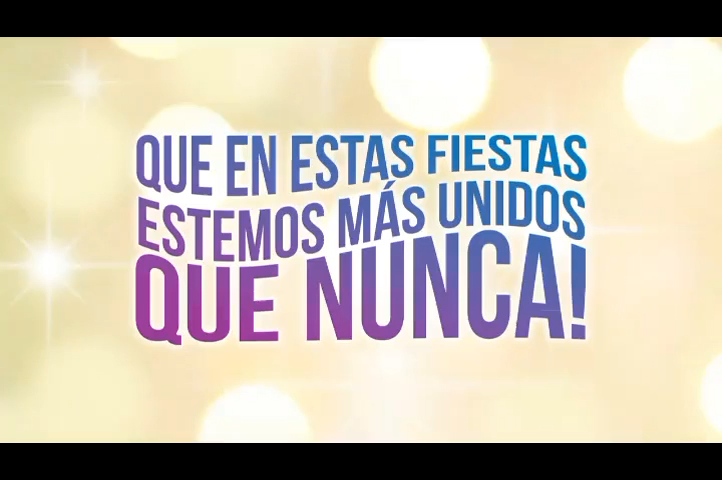 QUE EN ESTAS FIESTAS
ESTEMOS MÁS UNIDOS
QUE NUNCA!